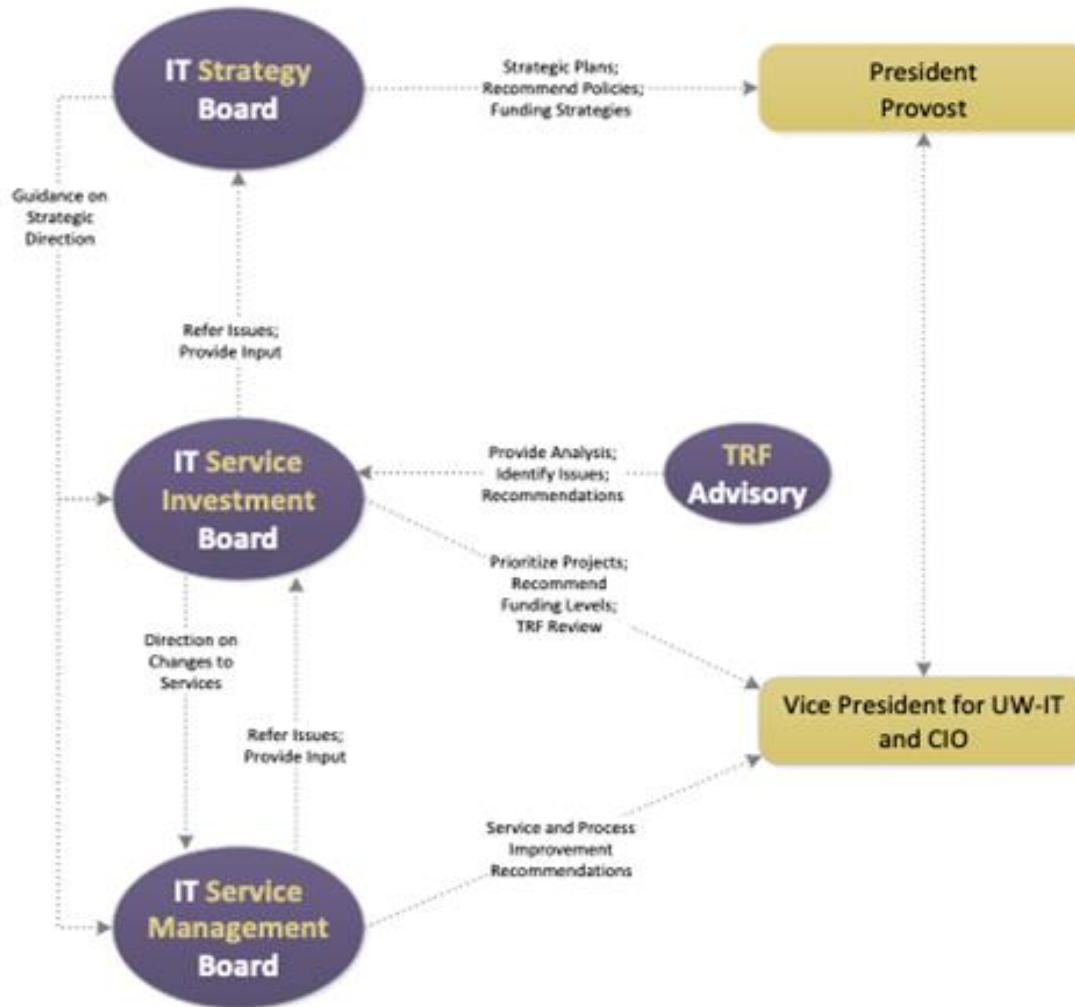 IT Strategy
Board
Strategic Plans;
Recommend Policies;
Funding Strategies
President
Provost
Guidance on
Strategic
Direction
Refer Issues;
Provide Input
IT Service
Investment
Board
Provide Analysis;
Identify Issues;
Recommendations
TRF
Advisory
Prioritize Projects;
Recommend
Funding Levels;
TRF Review
Direction on
Changes to
Services
Refer Issues;
Provide Input
Vice President for UW-IT
and CIO
Service and Process
Improvement
Recommendations
IT Service
Management
Board